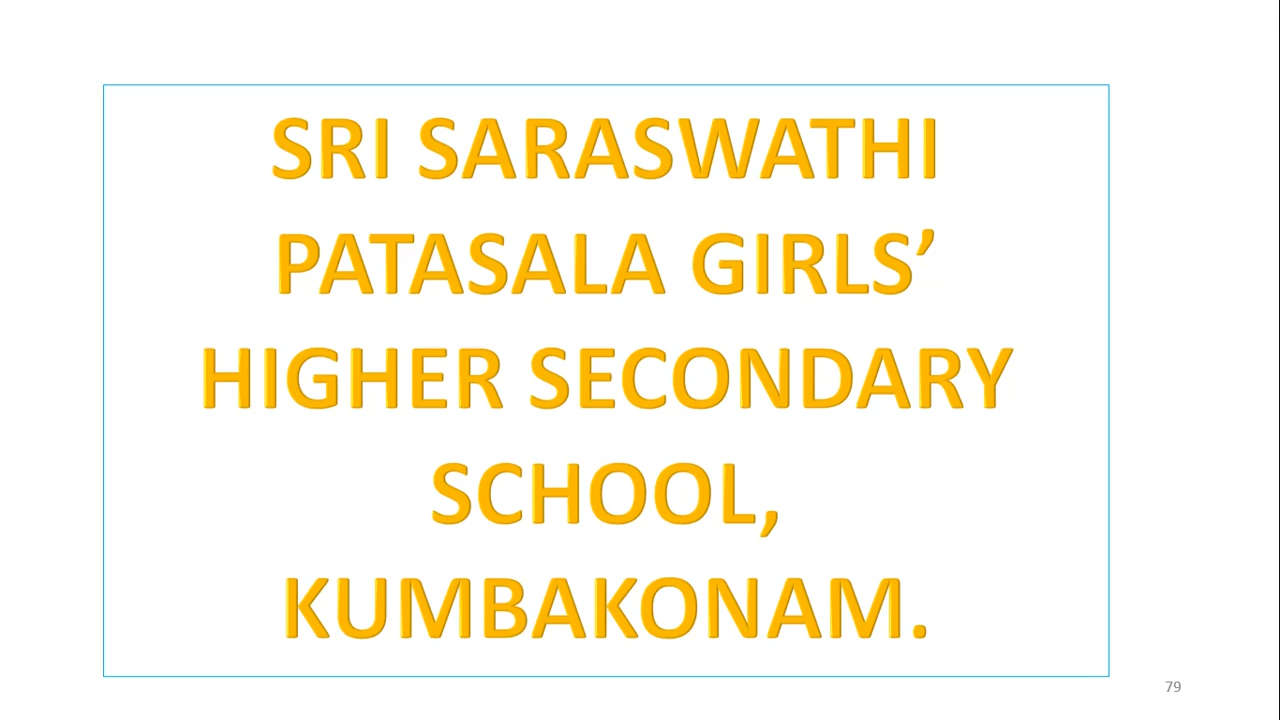 SRI SARASWATHI
PATASALA GIRLS’
HIGHER SECONDARY
SCHOOL,
KUMBAKONAM.
79